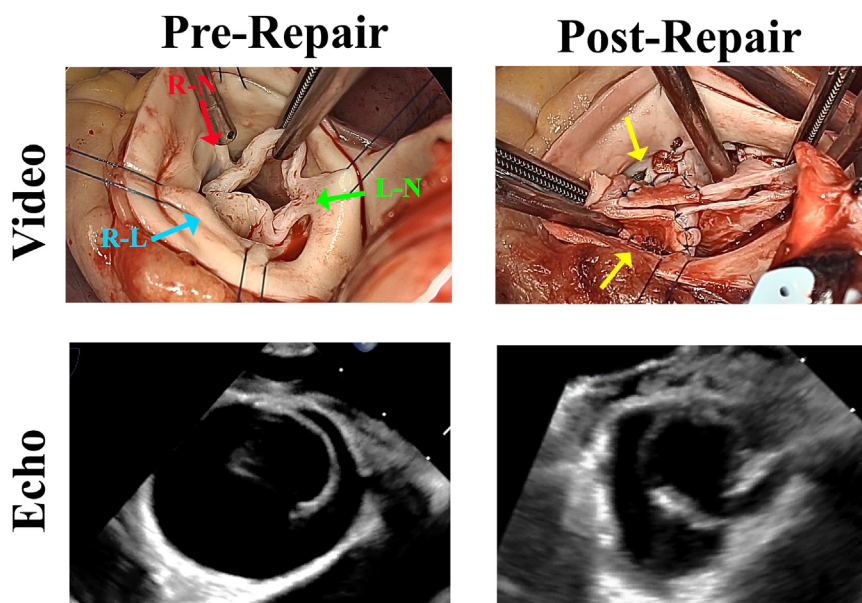 Pre-Repair
Post-Repair
Video
R-N
L-N
R-L
Echo